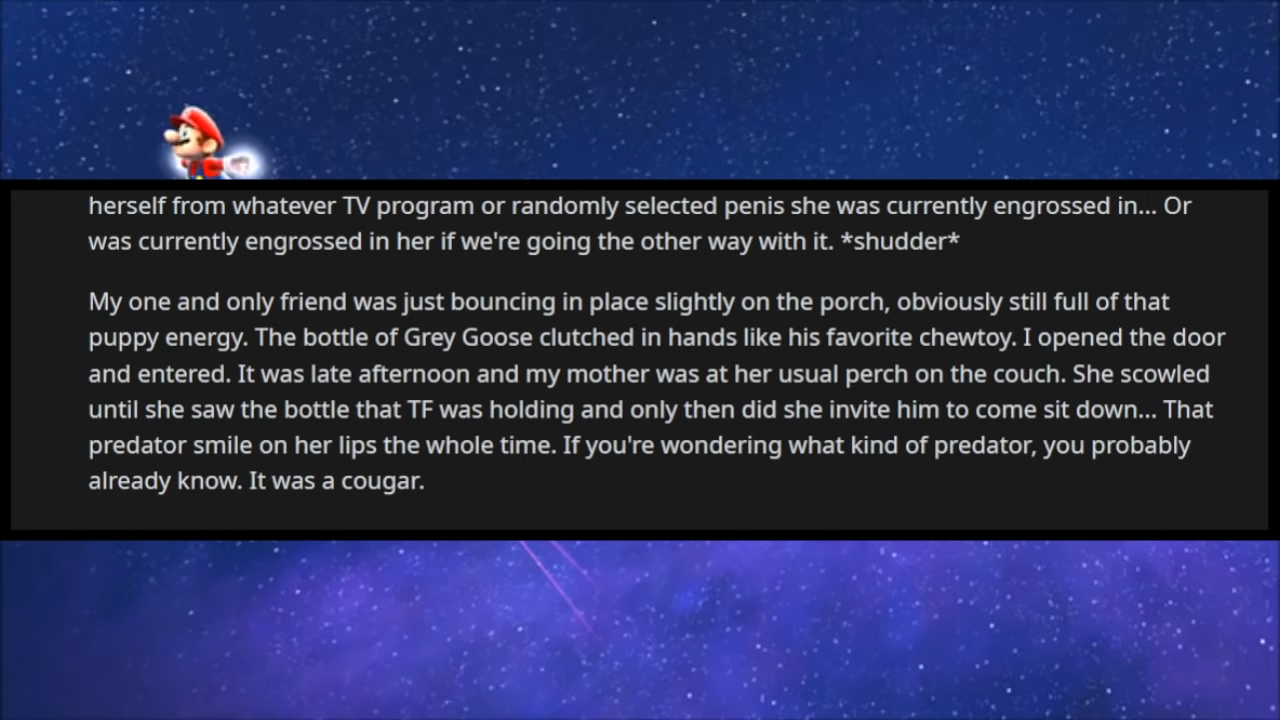 herself from whatever TV program or randomly selected penis she was currently engrossed in... Or
was currently engrossed in her if we're going the other way with it. *shudder*
My one and only friend was just bouncing in place slightly on the porch, obviously still full of that
puppy energy. The bottle of Grey Goose clutched in hands like his favorite chewtoy. I opened the door
and entered. It was late afternoon and my mother was at her usual perch on the couch. She scowled
until she saw the bottle that TF was holding and only then did she invite him to come sit down... That
predator smile on her lips the whole time. If you're wondering what kind of predator, you probably
already know. It was a cougar.